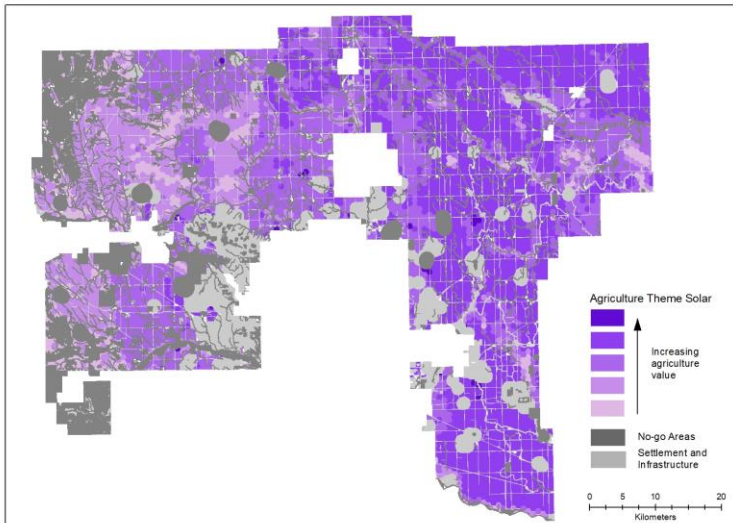 Agriculture Theme Solar
Increasing
agriculture
value
No-go Areas
Settlement and
Infrastructure
0 5 10 20
Kilometers